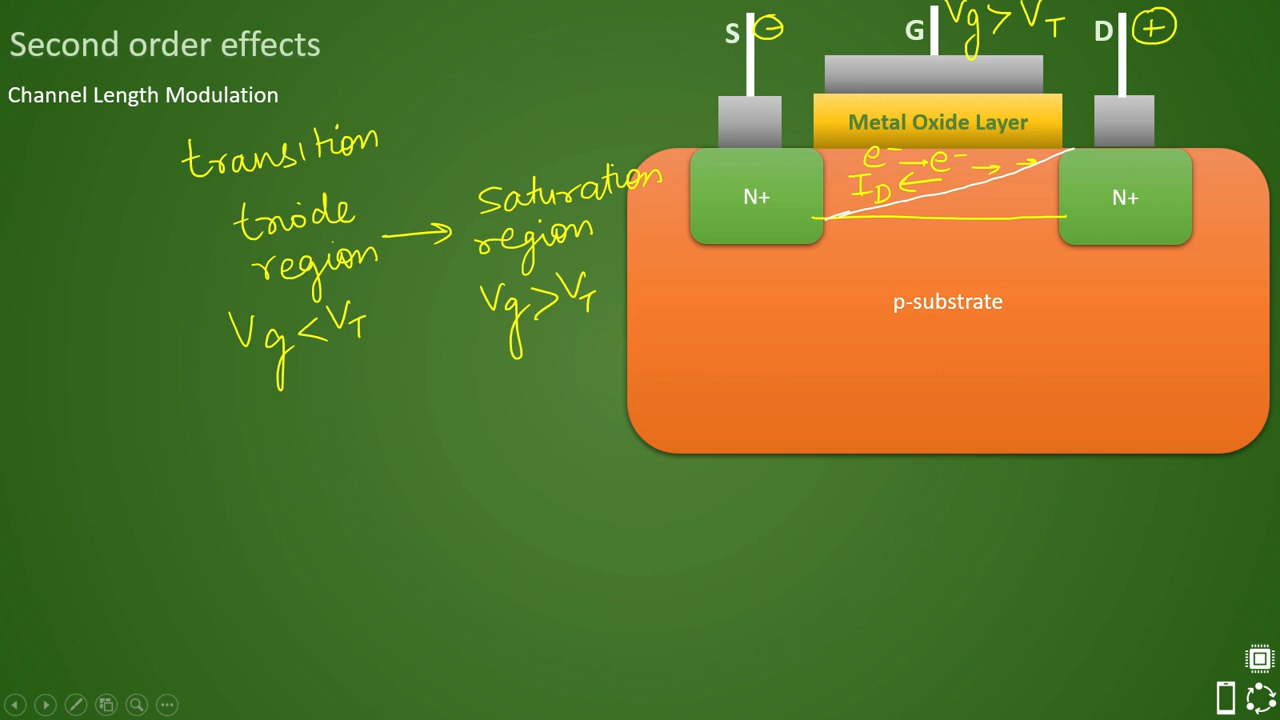 Second order effects
Channel Length Modulation
transition
triode
region → saturation
region
Vg < VT
Vg > VT
S ⊖
G Vg > VT
D ⊕
Metal Oxide Layer
e⁻ → e⁻ → →
ID ←
N+
N+
p-substrate